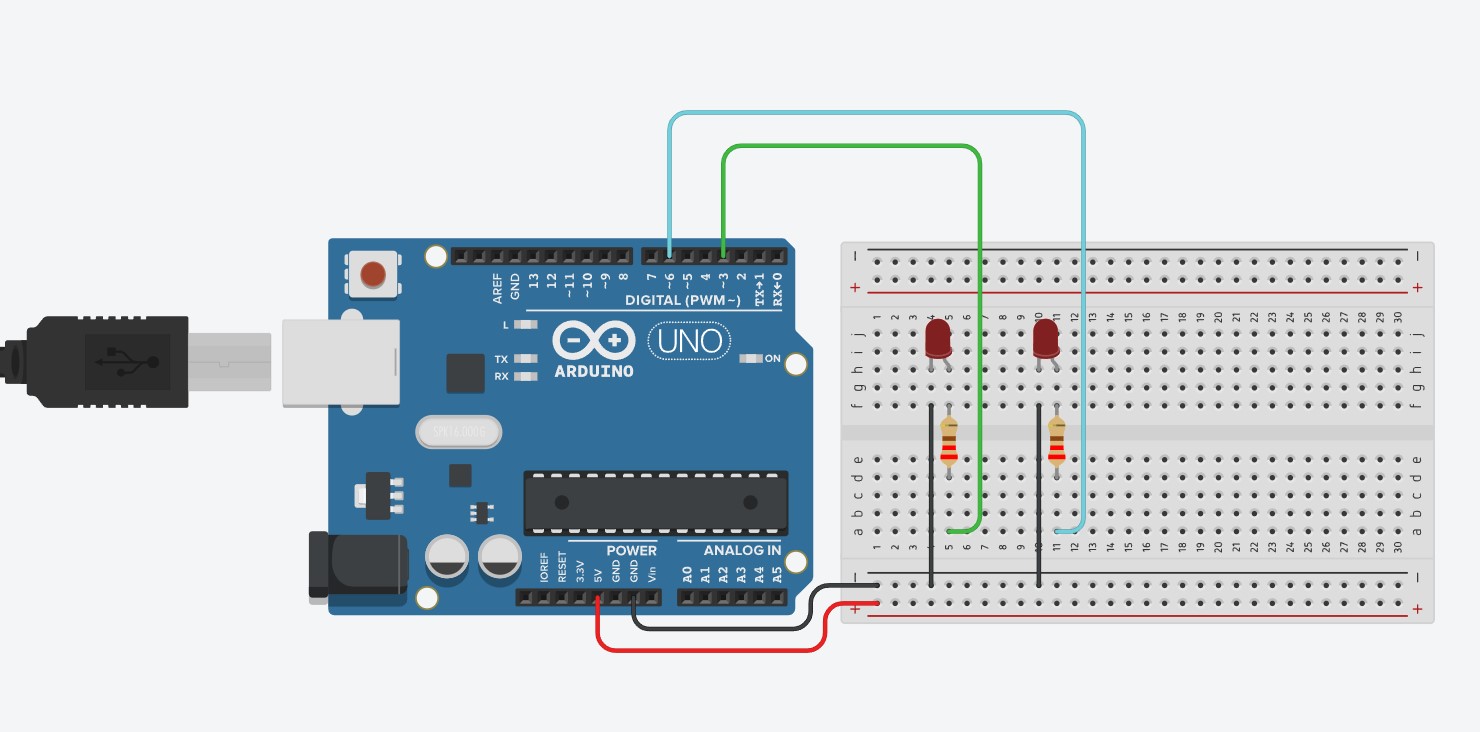 AREF GND 13 12 ~11 ~10 ~9 8 7 ~6 ~5 4 ~3 2 TX→1 RX←0
DIGITAL (PWM~)
L
TX
RX
UNO
ON
ARDUINO
IOREF RESET 3.3V 5V GND GND Vin
POWER
ANALOG IN
A0 A1 A2 A3 A4 A5
− −
+ +
1 2 3 4 5 6 7 8 9 10 11 12 13 14 15 16 17 18 19 20 21 22 23 24 25 26 27 28 29 30
j j
i i
h h
g g
f f
e e
d d
c c
b b
a a
1 2 3 4 5 6 7 8 9 10 11 12 13 14 15 16 17 18 19 20 21 22 23 24 25 26 27 28 29 30
− −
+ +